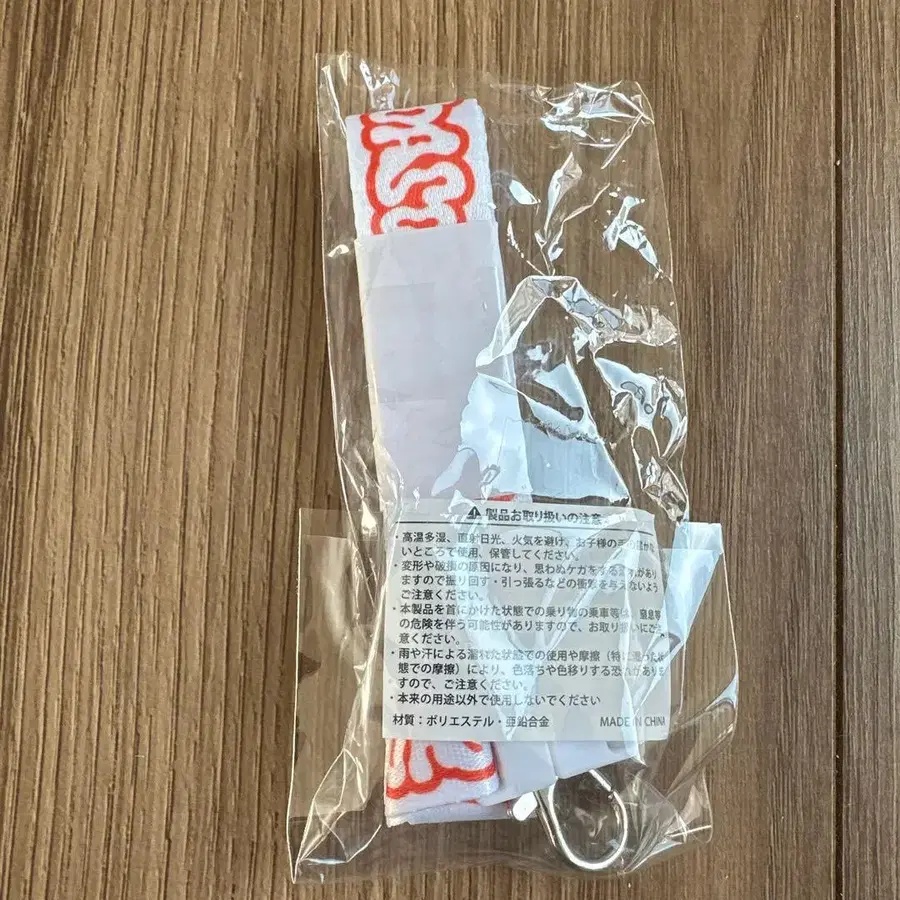 ⚠ 製品お取り扱いの注意
・高温多湿、直射日光、火気を避け、お子様の手の届かな
いところで使用、保管してください。
・変形や破損の原因になり、思わぬケガをする
ますので振り回す・引っ張るなどの衝撃を与えないよう
ご注意ください。
・本製品を首にかけた状態での乗り物の乗車等は、窒息等
の危険を伴う可能性がありますので、お取り扱いにご注
意ください。
・雨や汗による濡れた状態での使用や摩擦（特に湿った状
態での摩擦）により、色落ちや色移りする恐れがありま
すので、ご注意ください。
・本来の用途以外で使用しないでください
材質：ポリエステル・亜鉛合金 MADE IN CHINA